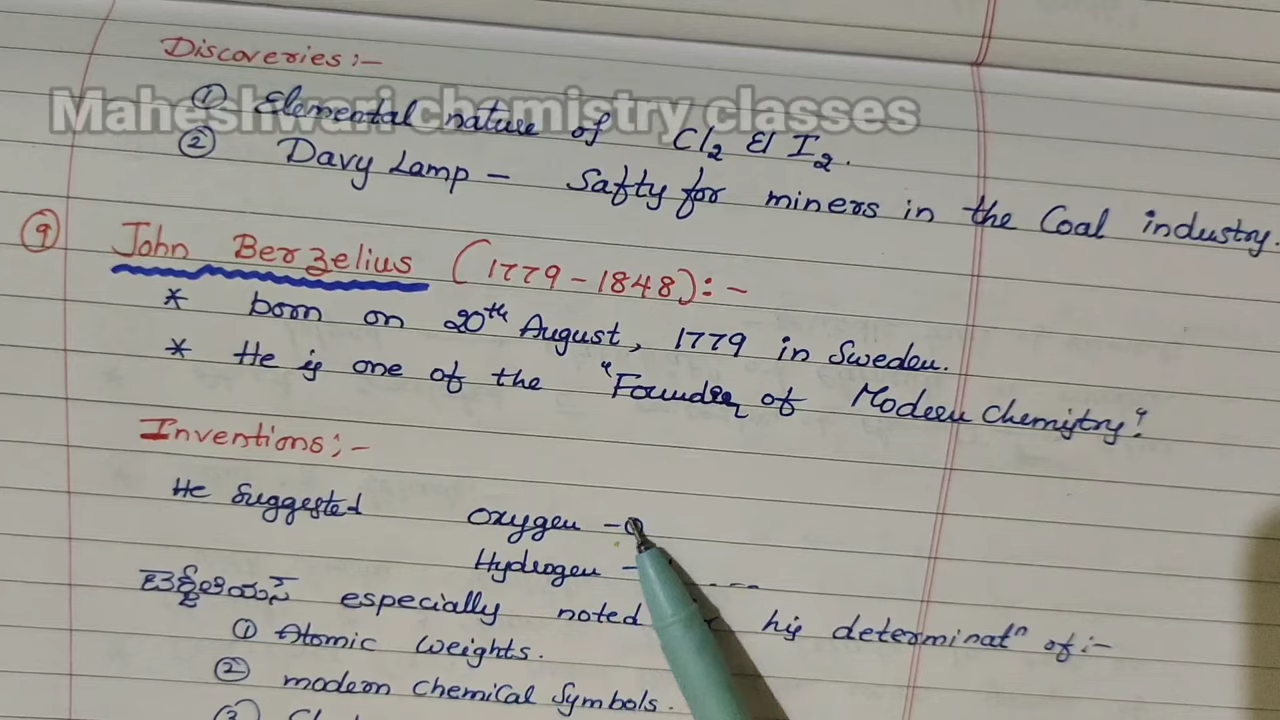 Discoveries :-
Maheshwari chemistry classes
① Elemental nature of Cl₂ & I₂.
② Davy Lamp - Safty for miners in the Coal industry.
⑨ John Berzelius (1779-1848):-
* born on 20th August, 1779 in Sweden.
* He is one of the "Founder of Modern Chemistry"
Inventions :-
He Suggested Oxygen - O
Hydrogen - ---
especially noted his determinatⁿ of :-
① Atomic weights.
② modern Chemical Symbols.
③